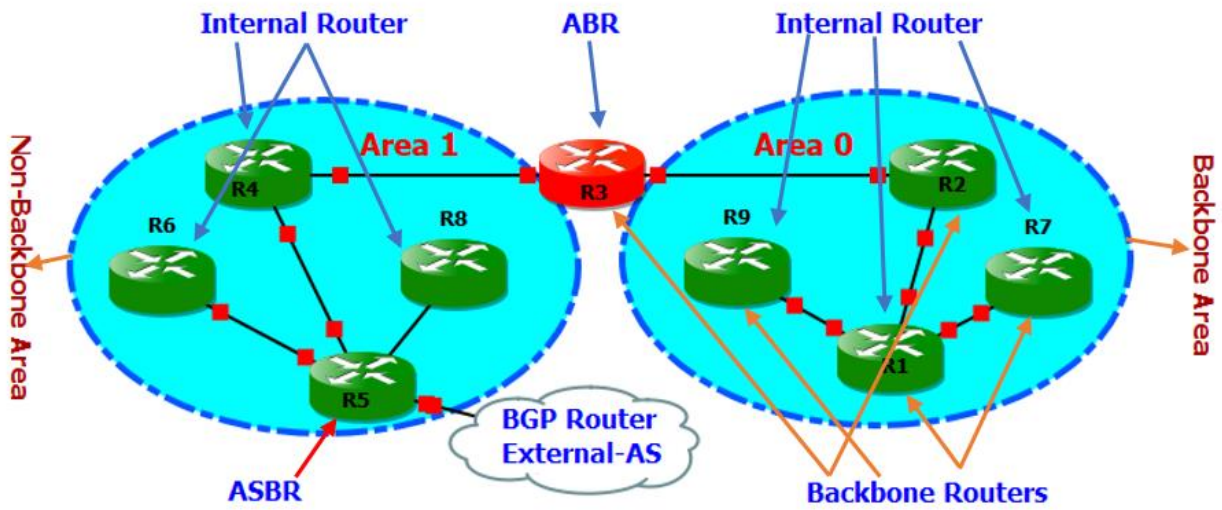 Internal Router
ABR
Internal Router
Area 1
Area 0
R4
R3
R2
R6
R8
R9
R7
Non-Backbone Area
Backbone Area
R5
R1
BGP Router
External-AS
ASBR
Backbone Routers